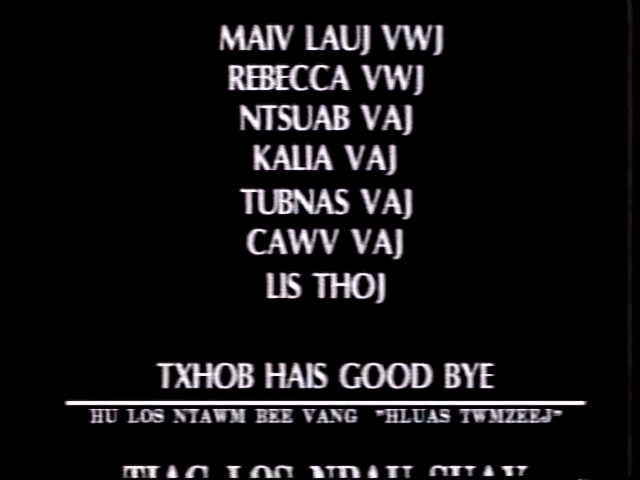 MAIV LAUJ VWJ
REBECCA VWJ
NTSUAB VAJ
KALIA VAJ
TUBNAS VAJ
CAWV VAJ
LIS THOJ
TXHOB HAIS GOOD BYE
HU LOS NTAWM BEE VANG "HLUAS TWMZEEJ"